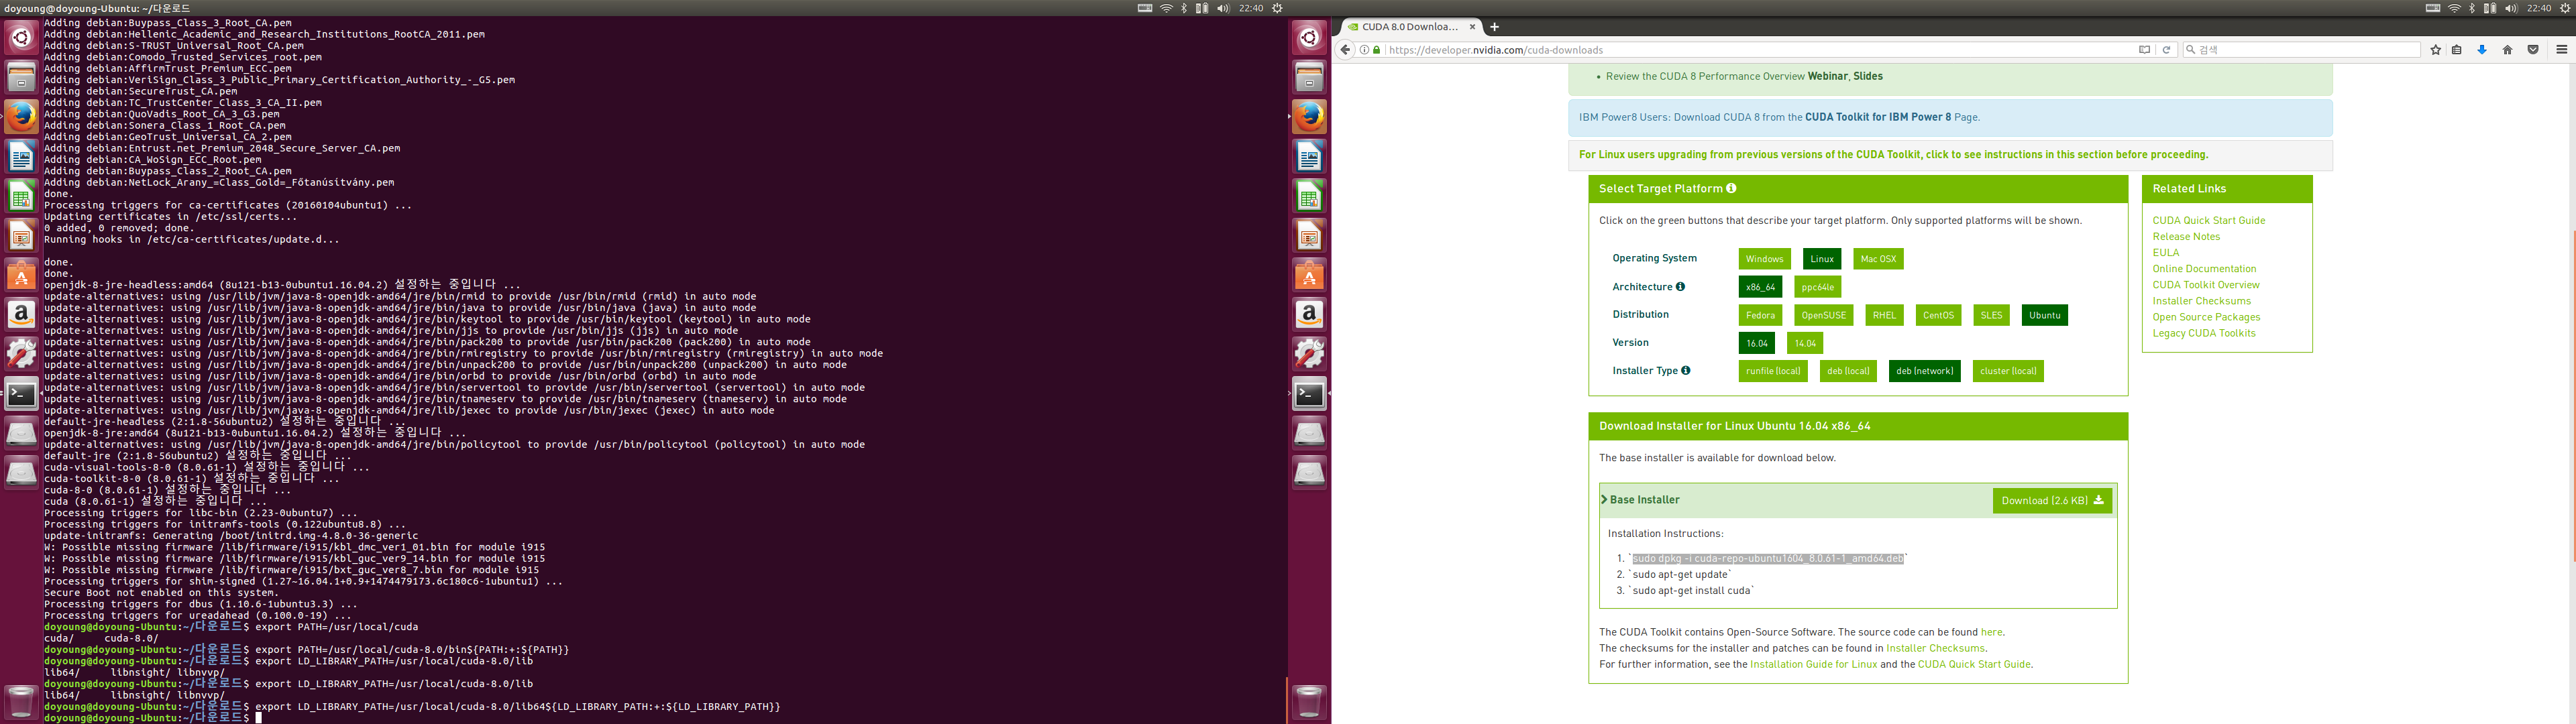 doyoung@doyoung-Ubuntu: ~/다운로드
22:40
Adding debian:Buypass_Class_3_Root_CA.pem
Adding debian:Hellenic_Academic_and_Research_Institutions_RootCA_2011.pem
Adding debian:S-TRUST_Universal_Root_CA.pem
Adding debian:Comodo_Trusted_Services_root.pem
Adding debian:AffirmTrust_Premium_ECC.pem
Adding debian:VeriSign_Class_3_Public_Primary_Certification_Authority_-_G5.pem
Adding debian:SecureTrust_CA.pem
Adding debian:TC_TrustCenter_Class_3_CA_II.pem
Adding debian:QuoVadis_Root_CA_3_G3.pem
Adding debian:Sonera_Class_1_Root_CA.pem
Adding debian:GeoTrust_Universal_CA_2.pem
Adding debian:Entrust.net_Premium_2048_Secure_Server_CA.pem
Adding debian:CA_WoSign_ECC_Root.pem
Adding debian:Buypass_Class_2_Root_CA.pem
Adding debian:NetLock_Arany_=Class_Gold=_Főtanúsítvány.pem
done.
Processing triggers for ca-certificates (20160104ubuntu1) ...
Updating certificates in /etc/ssl/certs...
0 added, 0 removed; done.
Running hooks in /etc/ca-certificates/update.d...
done.
done.
openjdk-8-jre-headless:amd64 (8u121-b13-0ubuntu1.16.04.2) 설정하는 중입니다 ...
update-alternatives: using /usr/lib/jvm/java-8-openjdk-amd64/jre/bin/rmid to provide /usr/bin/rmid (rmid) in auto mode
update-alternatives: using /usr/lib/jvm/java-8-openjdk-amd64/jre/bin/java to provide /usr/bin/java (java) in auto mode
update-alternatives: using /usr/lib/jvm/java-8-openjdk-amd64/jre/bin/keytool to provide /usr/bin/keytool (keytool) in auto mode
update-alternatives: using /usr/lib/jvm/java-8-openjdk-amd64/jre/bin/jjs to provide /usr/bin/jjs (jjs) in auto mode
update-alternatives: using /usr/lib/jvm/java-8-openjdk-amd64/jre/bin/pack200 to provide /usr/bin/pack200 (pack200) in auto mode
update-alternatives: using /usr/lib/jvm/java-8-openjdk-amd64/jre/bin/rmiregistry to provide /usr/bin/rmiregistry (rmiregistry) in auto mode
update-alternatives: using /usr/lib/jvm/java-8-openjdk-amd64/jre/bin/unpack200 to provide /usr/bin/unpack200 (unpack200) in auto mode
update-alternatives: using /usr/lib/jvm/java-8-openjdk-amd64/jre/bin/orbd to provide /usr/bin/orbd (orbd) in auto mode
update-alternatives: using /usr/lib/jvm/java-8-openjdk-amd64/jre/bin/servertool to provide /usr/bin/servertool (servertool) in auto mode
update-alternatives: using /usr/lib/jvm/java-8-openjdk-amd64/jre/bin/tnameserv to provide /usr/bin/tnameserv (tnameserv) in auto mode
update-alternatives: using /usr/lib/jvm/java-8-openjdk-amd64/jre/lib/jexec to provide /usr/bin/jexec (jexec) in auto mode
default-jre-headless (2:1.8-56ubuntu2) 설정하는 중입니다 ...
openjdk-8-jre:amd64 (8u121-b13-0ubuntu1.16.04.2) 설정하는 중입니다 ...
update-alternatives: using /usr/lib/jvm/java-8-openjdk-amd64/jre/bin/policytool to provide /usr/bin/policytool (policytool) in auto mode
default-jre (2:1.8-56ubuntu2) 설정하는 중입니다 ...
cuda-visual-tools-8-0 (8.0.61-1) 설정하는 중입니다 ...
cuda-toolkit-8-0 (8.0.61-1) 설정하는 중입니다 ...
cuda-8-0 (8.0.61-1) 설정하는 중입니다 ...
cuda (8.0.61-1) 설정하는 중입니다 ...
Processing triggers for libc-bin (2.23-0ubuntu7) ...
Processing triggers for initramfs-tools (0.122ubuntu8.8) ...
update-initramfs: Generating /boot/initrd.img-4.8.0-36-generic
W: Possible missing firmware /lib/firmware/i915/kbl_dmc_ver1_01.bin for module i915
W: Possible missing firmware /lib/firmware/i915/kbl_guc_ver9_14.bin for module i915
W: Possible missing firmware /lib/firmware/i915/bxt_guc_ver8_7.bin for module i915
Processing triggers for shim-signed (1.27~16.04.1+0.9+1474479173.6c180c6-1ubuntu1) ...
Secure Boot not enabled on this system.
Processing triggers for dbus (1.10.6-1ubuntu3.3) ...
Processing triggers for ureadahead (0.100.0-19) ...
doyoung@doyoung-Ubuntu:~/다운로드$ export PATH=/usr/local/cuda
cuda/     cuda-8.0/
doyoung@doyoung-Ubuntu:~/다운로드$ export PATH=/usr/local/cuda-8.0/bin${PATH:+:${PATH}}
doyoung@doyoung-Ubuntu:~/다운로드$ export LD_LIBRARY_PATH=/usr/local/cuda-8.0/lib
lib64/     libnsight/ libnvvp/
doyoung@doyoung-Ubuntu:~/다운로드$ export LD_LIBRARY_PATH=/usr/local/cuda-8.0/lib
lib64/     libnsight/ libnvvp/
doyoung@doyoung-Ubuntu:~/다운로드$ export LD_LIBRARY_PATH=/usr/local/cuda-8.0/lib64${LD_LIBRARY_PATH:+:${LD_LIBRARY_PATH}}
doyoung@doyoung-Ubuntu:~/다운로드$
22:40
CUDA 8.0 Downloa...
https://developer.nvidia.com/cuda-downloads
검색
• Review the CUDA 8 Performance Overview Webinar, Slides
IBM Power8 Users: Download CUDA 8 from the CUDA Toolkit for IBM Power 8 Page.
For Linux users upgrading from previous versions of the CUDA Toolkit, click to see instructions in this section before proceeding.
Select Target Platform
Click on the green buttons that describe your target platform. Only supported platforms will be shown.
Operating System Windows Linux Mac OSX
Architecture x86_64 ppc64le
Distribution Fedora OpenSUSE RHEL CentOS SLES Ubuntu
Version 16.04 14.04
Installer Type runfile (local) deb (local) deb (network) cluster (local)
Related Links
CUDA Quick Start Guide
Release Notes
EULA
Online Documentation
CUDA Toolkit Overview
Installer Checksums
Open Source Packages
Legacy CUDA Toolkits
Download Installer for Linux Ubuntu 16.04 x86_64
The base installer is available for download below.
Base Installer
Download (2.6 KB)
Installation Instructions:
1. `sudo dpkg -i cuda-repo-ubuntu1604_8.0.61-1_amd64.deb`
2. `sudo apt-get update`
3. `sudo apt-get install cuda`
The CUDA Toolkit contains Open-Source Software. The source code can be found here.
The checksums for the installer and patches can be found in Installer Checksums.
For further information, see the Installation Guide for Linux and the CUDA Quick Start Guide.